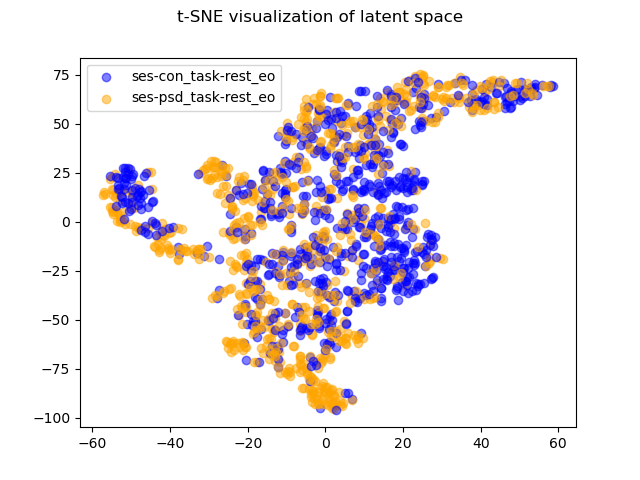 t-SNE visualization of latent space
ses-con_task-rest_eo
ses-psd_task-rest_eo
75
50
25
0
−25
−50
−75
−100
−60 −40 −20 0 20 40 60